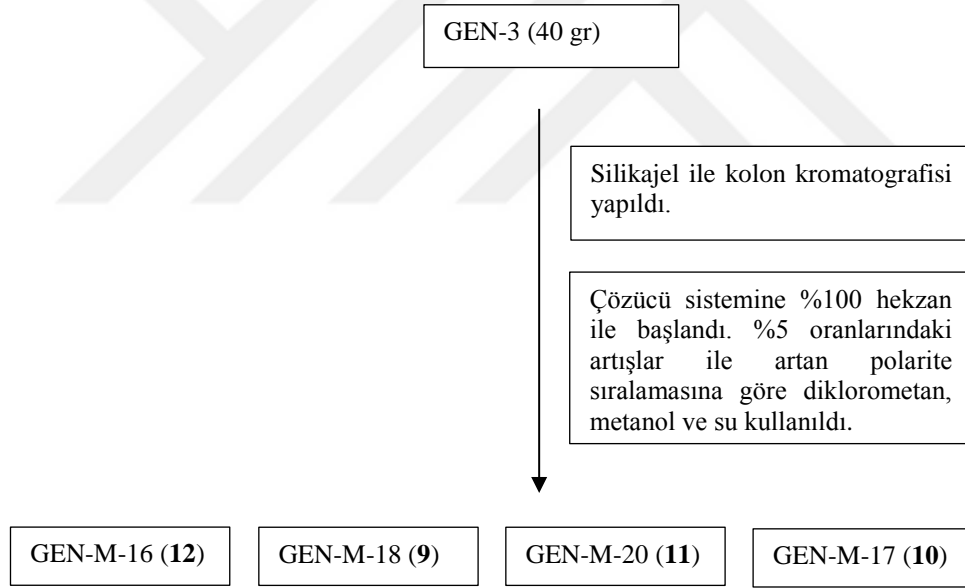 GEN-3 (40 gr)
Silikajel ile kolon kromatografisi
yapıldı.
Çözücü sistemine %100 hekzan
ile başlandı. %5 oranlarındaki
artışlar ile artan polarite
sıralamasına göre diklorometan,
metanol ve su kullanıldı.
GEN-M-16 (12)
GEN-M-18 (9)
GEN-M-20 (11)
GEN-M-17 (10)